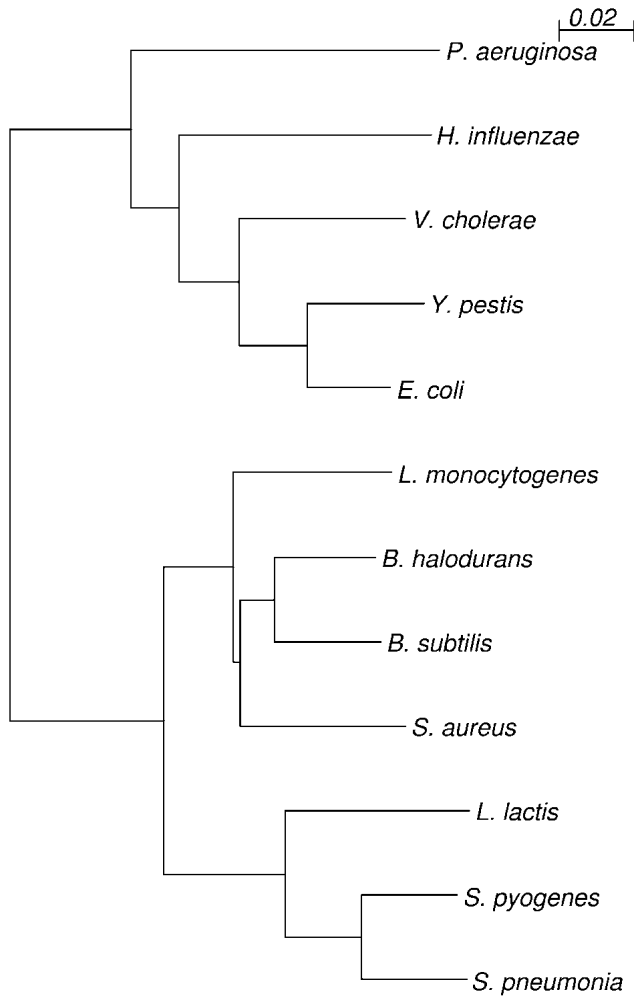 0.02
P. aeruginosa
H. influenzae
V. cholerae
Y. pestis
E. coli
L. monocytogenes
B. halodurans
B. subtilis
S. aureus
L. lactis
S. pyogenes
S. pneumonia